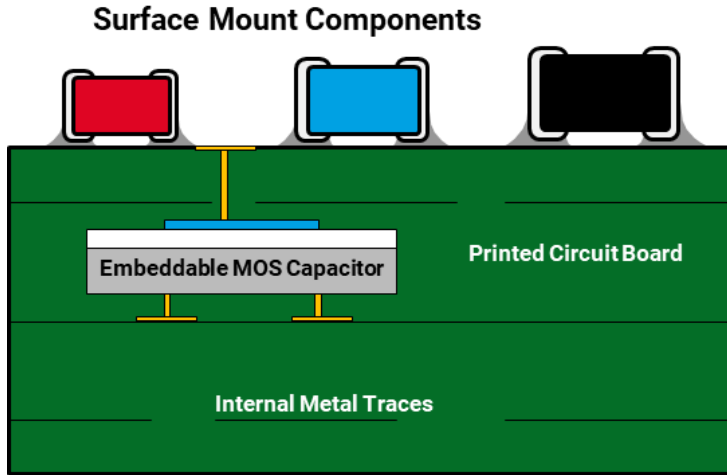 Surface Mount Components
Embeddable MOS Capacitor
Printed Circuit Board
Internal Metal Traces